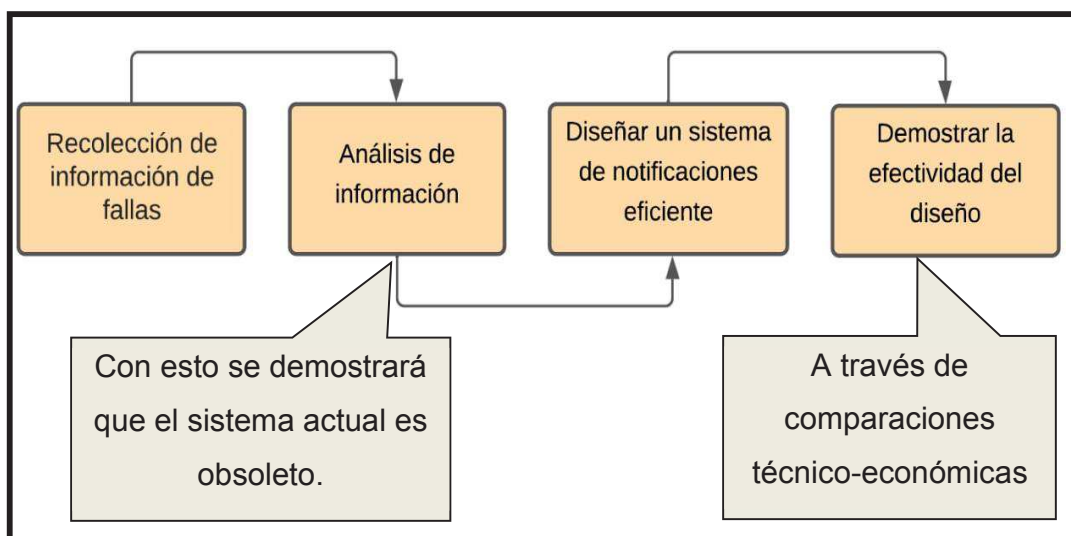 Recolección de
información de
fallas
Análisis de
información
Diseñar un sistema
de notificaciones
eficiente
Demostrar la
efectividad del
diseño
Con esto se demostrará
que el sistema actual es
obsoleto.
A través de
comparaciones
técnico-económicas